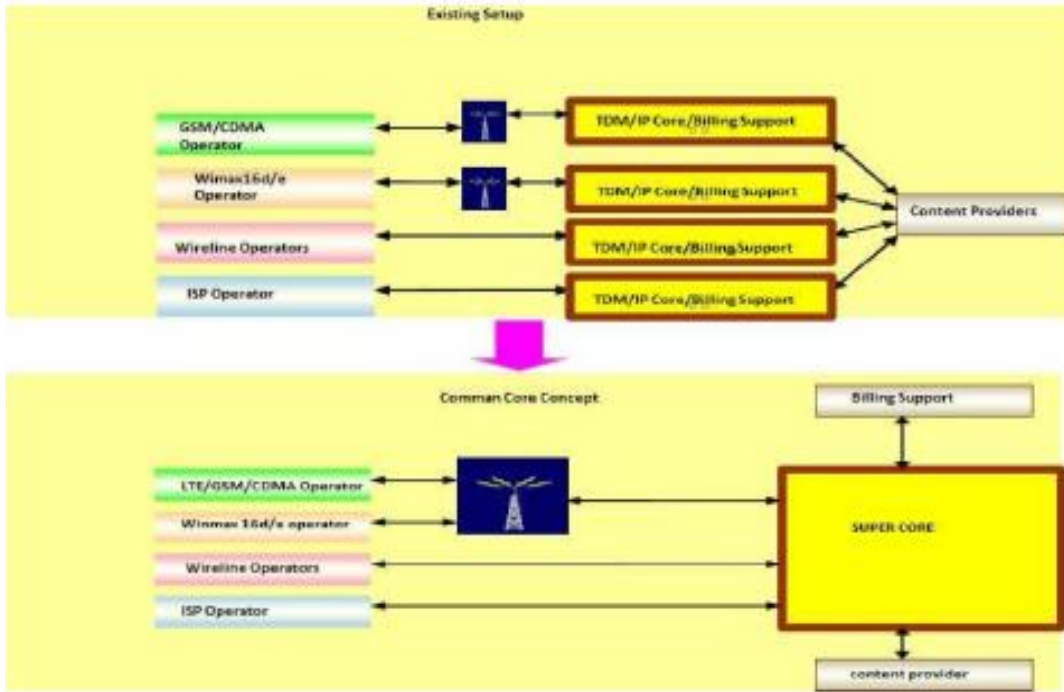 Existing Setup
GSM/CDMA
Operator
TDM/IP Core/Billing Support
Wimax16d/e
Operator
TDM/IP Core/Billing Support
Content Providers
Wireline Operators
TDM/IP Core/Billing Support
ISP Operator
TDM/IP Core/Billing Support
Comman Core Concept
Billing Support
LTE/GSM/CDMA Operator
Winmax 16d/e operator
SUPER CORE
Wireline Operators
ISP Operator
content provider